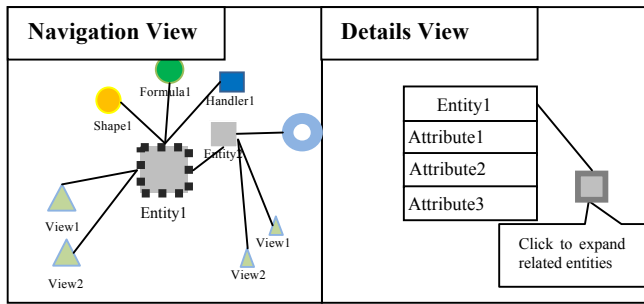 Navigation View
Details View
Formula1
Handler1
Shape1
Entity2
Entity1
View1
View2
View1
View2
Entity1
Attribute1
Attribute2
Attribute3
Click to expand
related entities